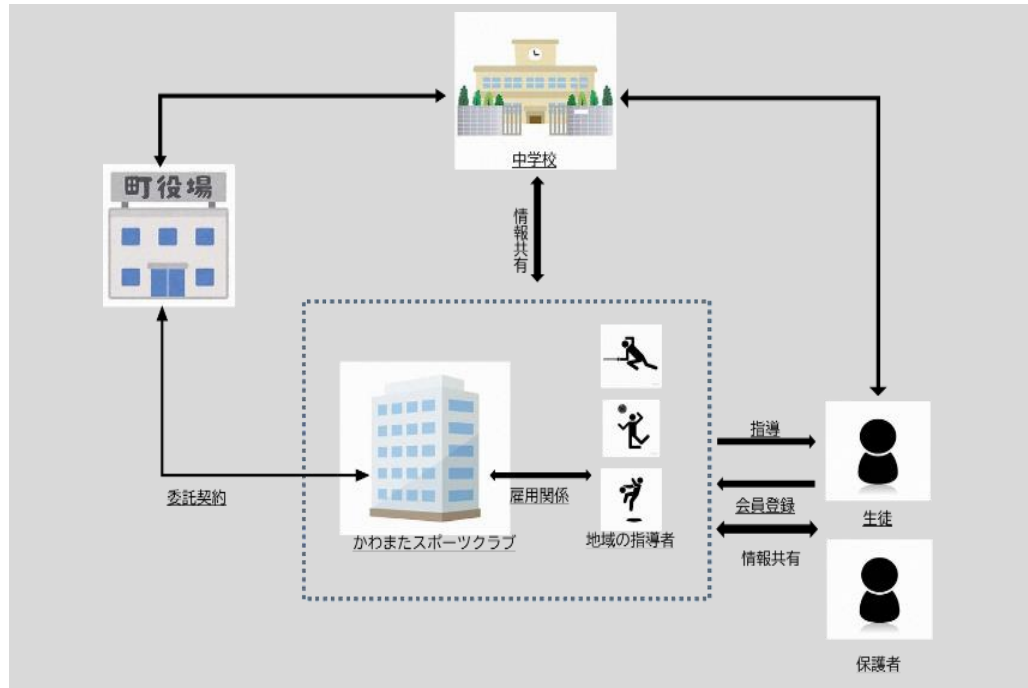 中学校
町役場
情報共有
指導
雇用関係
会員登録
委託契約
生徒
かわまたスポーツクラブ
地域の指導者
情報共有
保護者